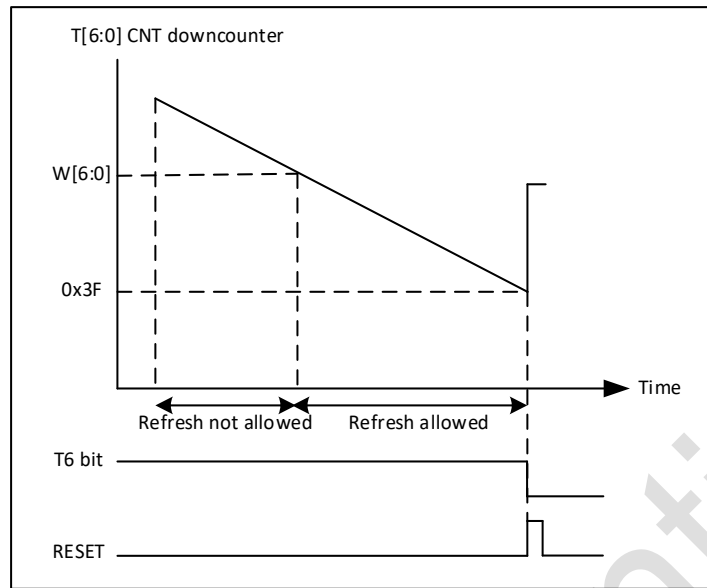 T[6:0] CNT downcounter
W[6:0]
0x3F
Time
Refresh not allowed
Refresh allowed
T6 bit
RESET